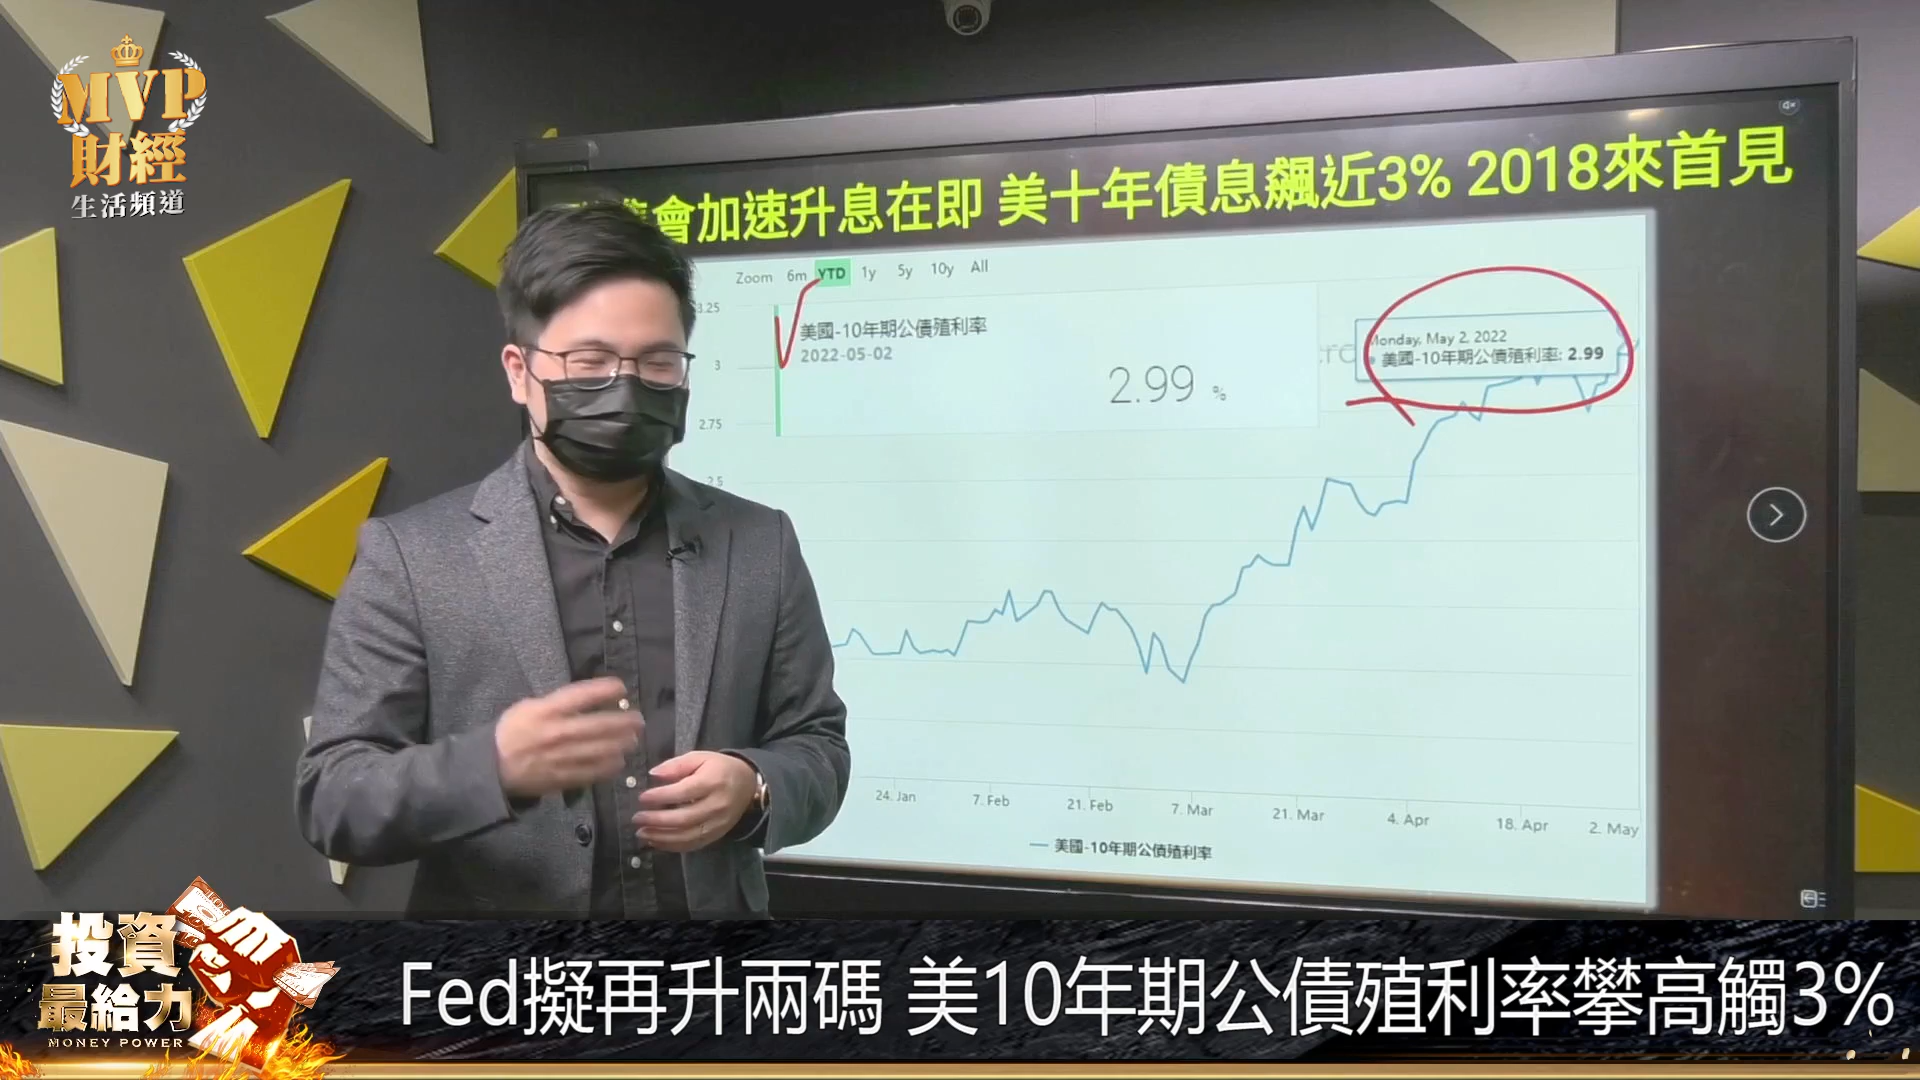 MVP
財經
生活頻道
會加速升息在即 美十年債息飆近3% 2018來首見
Zoom 6m YTD 1y 5y 10y All
3.25
美國-10年期公債殖利率
2022-05-02
2.99 %
Monday, May 2, 2022
美國-10年期公債殖利率: 2.99
3
2.75
2.5
24. Jan 7. Feb 21. Feb 7. Mar 21. Mar 4. Apr 18. Apr 2. May
美國-10年期公債殖利率
投資
最給力
MONEY POWER
Fed擬再升兩碼 美10年期公債殖利率攀高觸3%